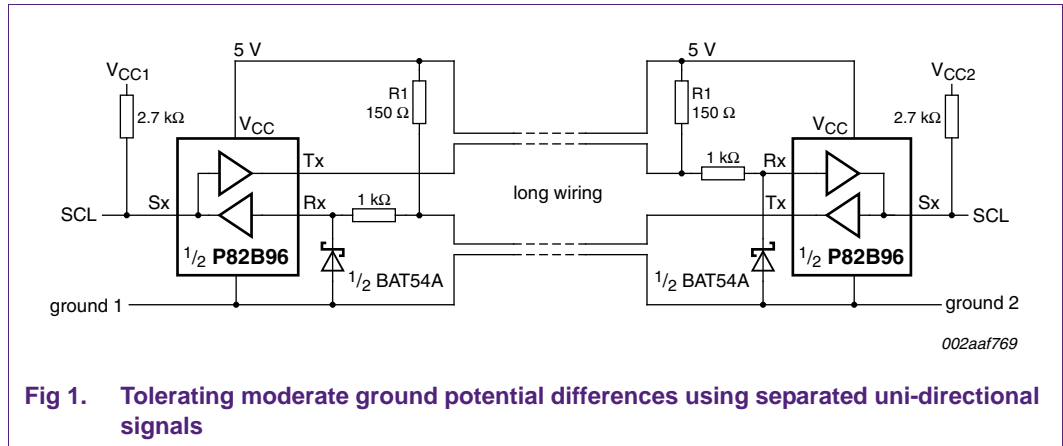 5 V
5 V
VCC1
VCC2
R1
150 Ω
R1
150 Ω
2.7 kΩ
2.7 kΩ
VCC
VCC
Tx
1 kΩ
Rx
long wiring
SCL
Sx
Rx
1 kΩ
Tx
Sx
SCL
1/2 P82B96
1/2 BAT54A
1/2 BAT54A
1/2 P82B96
ground 1
ground 2
002aaf769
Fig 1. Tolerating moderate ground potential differences using separated uni-directional
signals